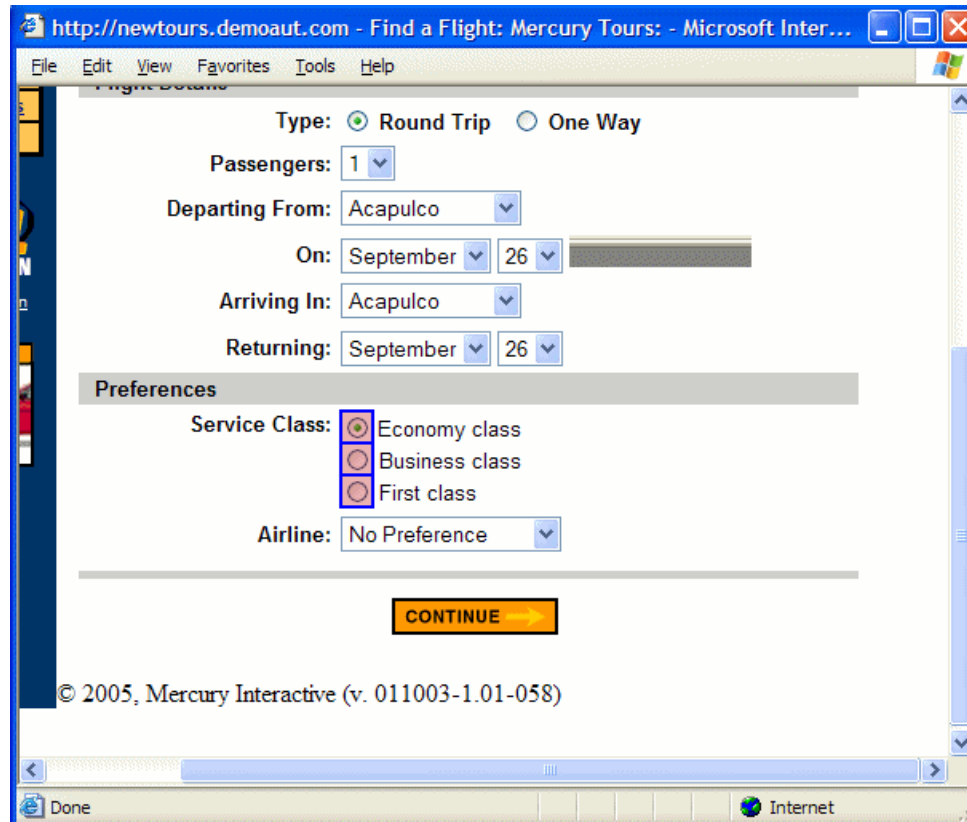 http://newtours.demoaut.com - Find a Flight: Mercury Tours: - Microsoft Inter...
File Edit View Favorites Tools Help
Flight Details
s
Type: Round Trip One Way
Passengers: 1
Departing From: Acapulco
On: September 26
N
n
Arriving In: Acapulco
Returning: September 26
Preferences
Service Class: Economy class
Business class
First class
Airline: No Preference
CONTINUE
© 2005, Mercury Interactive (v. 011003-1.01-058)
Done Internet